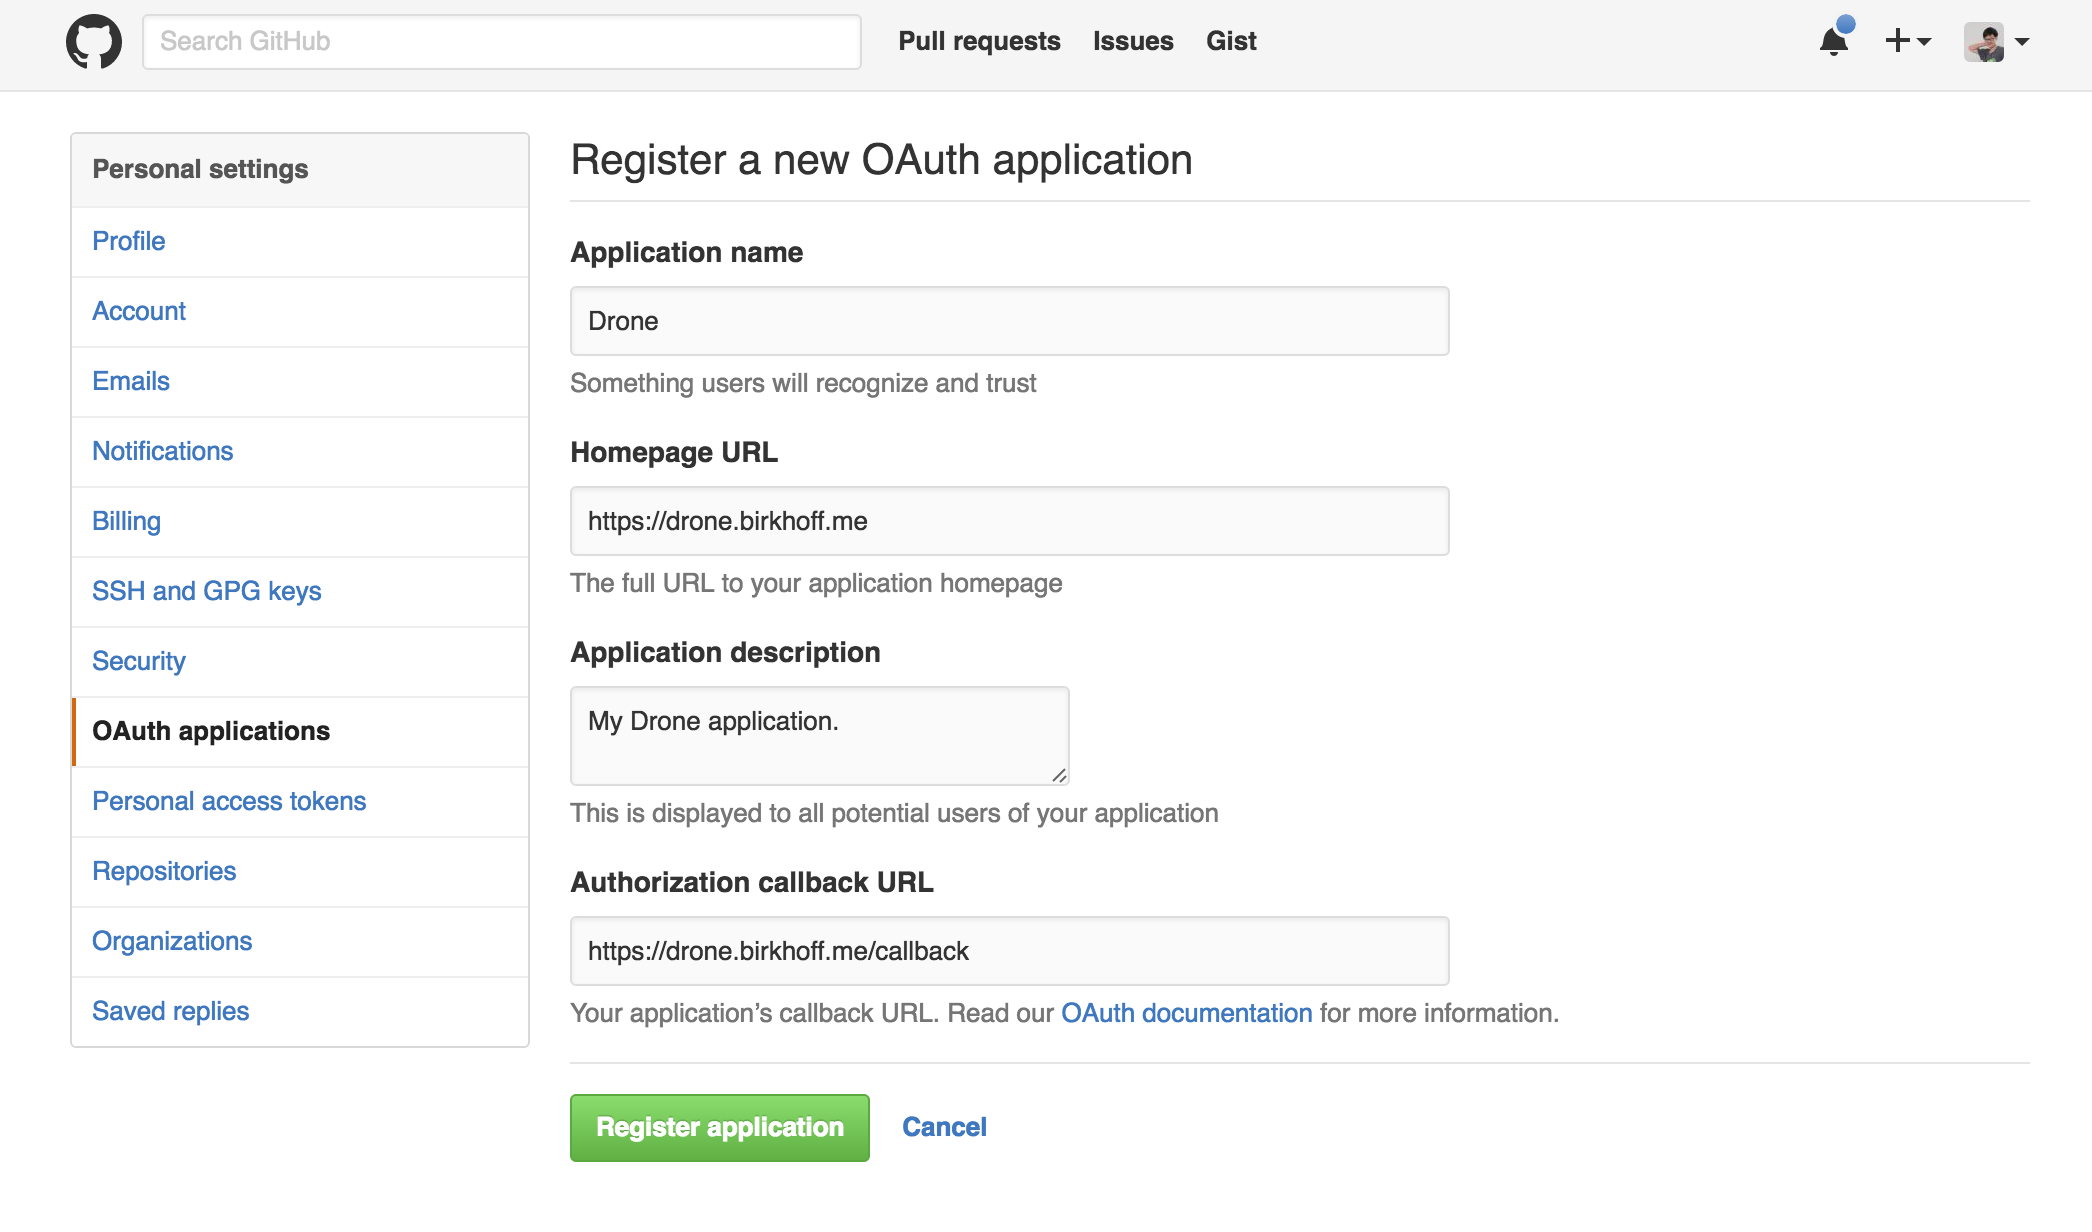 Search GitHub
Pull requests
Issues
Gist
Personal settings
Profile
Account
Emails
Notifications
Billing
SSH and GPG keys
Security
OAuth applications
Personal access tokens
Repositories
Organizations
Saved replies
Register a new OAuth application
Application name
Drone
Something users will recognize and trust
Homepage URL
https://drone.birkhoff.me
The full URL to your application homepage
Application description
My Drone application.
This is displayed to all potential users of your application
Authorization callback URL
https://drone.birkhoff.me/callback
Your application’s callback URL. Read our OAuth documentation for more information.
Register application
Cancel